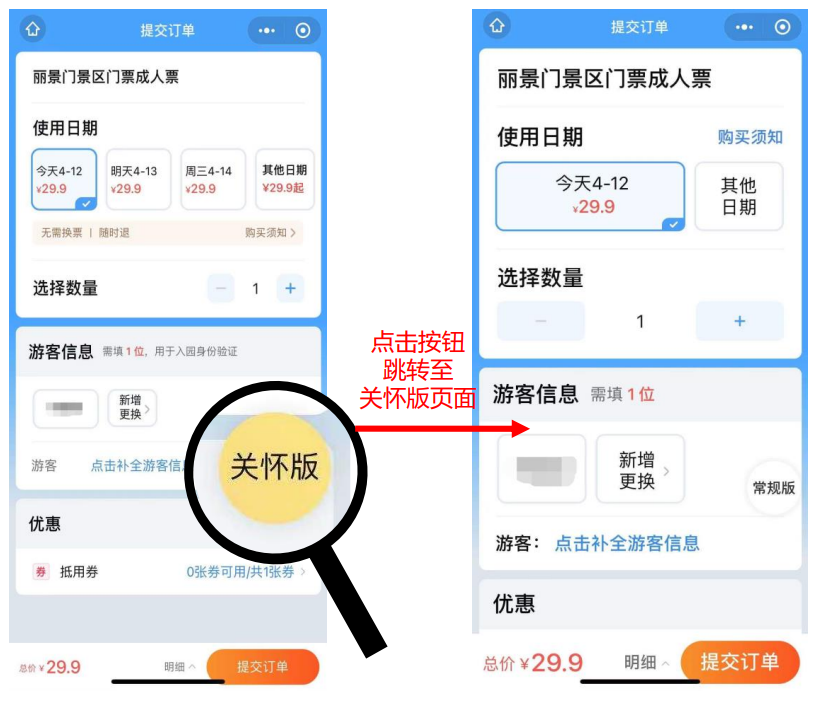 提交订单
丽景门景区门票成人票
使用日期
今天4-12
¥29.9
明天4-13
¥29.9
周三4-14
¥29.9
其他日期
¥29.9起
无需换票 | 随时退
购买须知
选择数量
1
游客信息 需填1位, 用于入园身份验证
新增
更换
游客
点击补全游客信
优惠
券 抵用券
0张券可用/共1张券
总价¥29.9
明细
提交订单
关怀版
点击按钮
跳转至
关怀版页面
提交订单
丽景门景区门票成人票
使用日期
购买须知
今天4-12
¥29.9
其他
日期
选择数量
1
游客信息 需填1位
新增
更换
常规版
游客: 点击补全游客信息
优惠
总价¥29.9
明细
提交订单